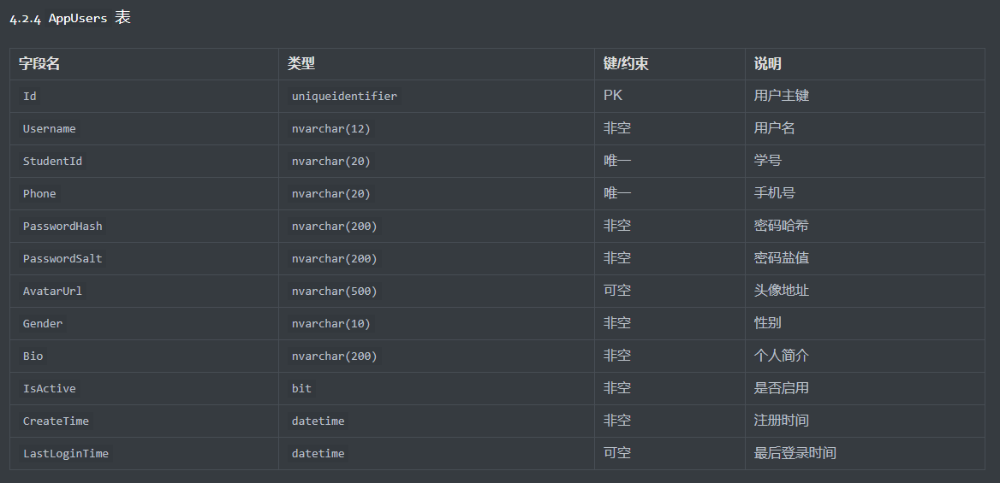 4.2.4 AppUsers 表
字段名 类型 键/约束 说明
Id uniqueidentifier PK 用户主键
Username nvarchar(12) 非空 用户名
StudentId nvarchar(20) 唯一 学号
Phone nvarchar(20) 唯一 手机号
PasswordHash nvarchar(200) 非空 密码哈希
PasswordSalt nvarchar(200) 非空 密码盐值
AvatarUrl nvarchar(500) 可空 头像地址
Gender nvarchar(10) 非空 性别
Bio nvarchar(200) 非空 个人简介
IsActive bit 非空 是否启用
CreateTime datetime 非空 注册时间
LastLoginTime datetime 可空 最后登录时间